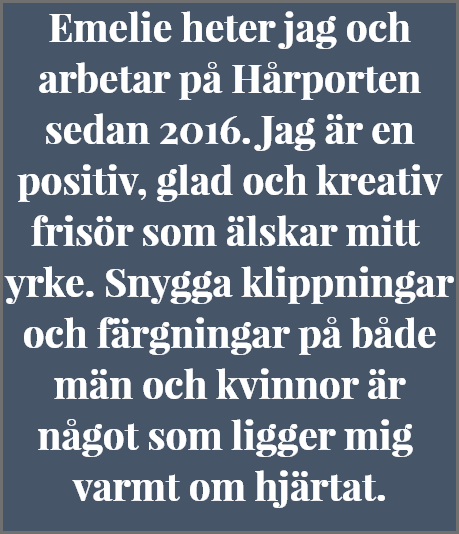 Emelie heter jag och
arbetar på Hårporten
sedan 2016. Jag är en
positiv, glad och kreativ
frisör som älskar mitt
yrke. Snygga klippningar
och färgningar på både
män och kvinnor är
något som ligger mig
varmt om hjärtat.